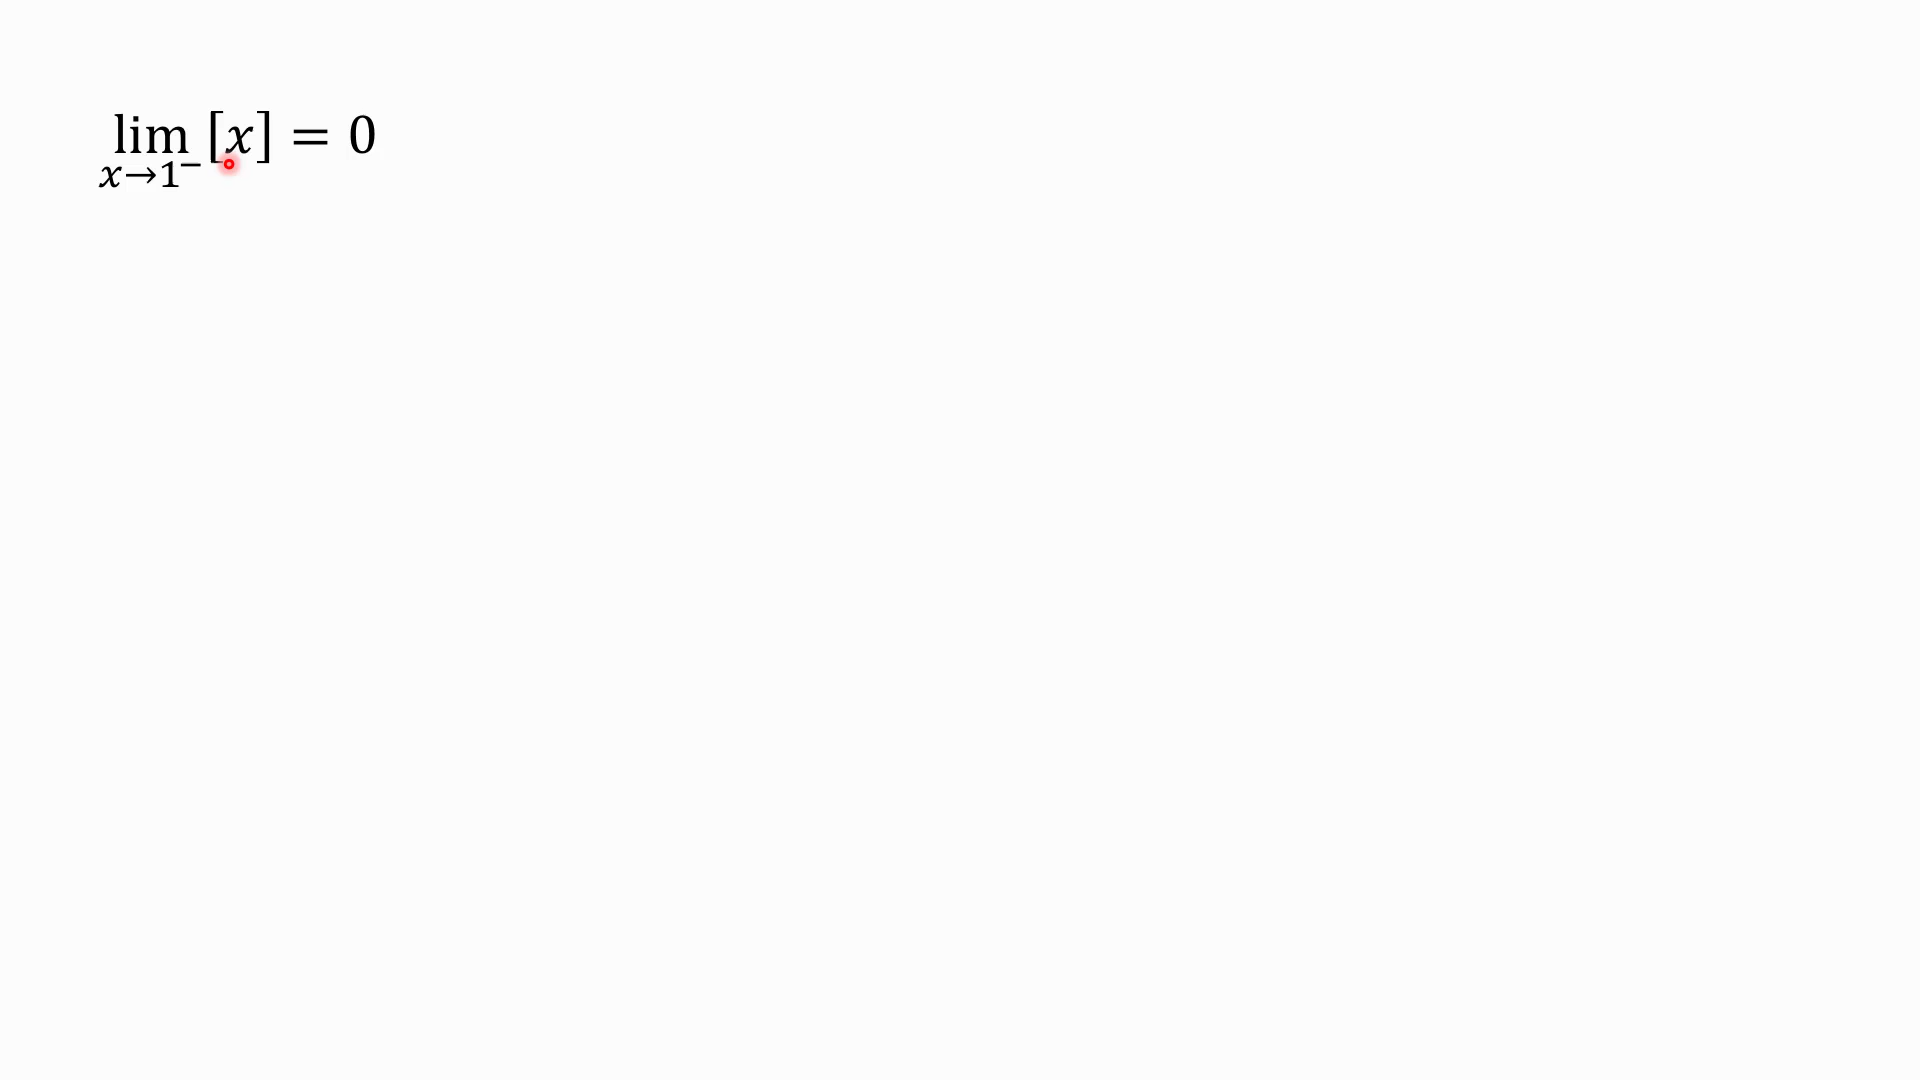 lim [x] = 0
x→1⁻